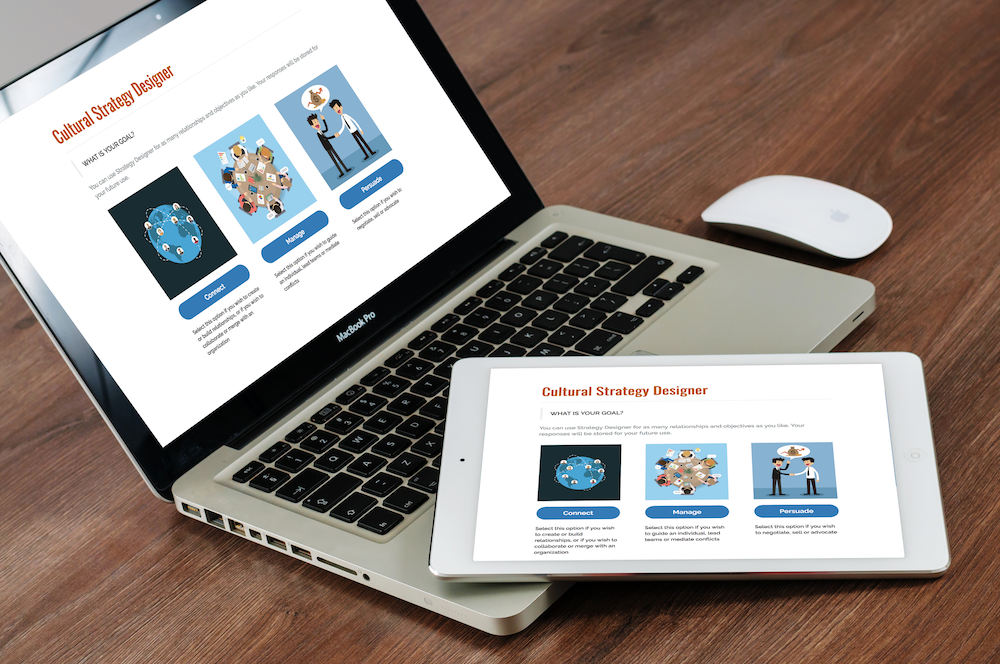 Cultural Strategy Designer
WHAT IS YOUR GOAL?
You can use Strategy Designer for as many relationships and objectives as you like. Your responses will be stored for
your future use.
Connect
Select this option if you wish to create
or build relationships, or if you wish to
collaborate or merge with an
organization
Manage
Select this option if you wish to guide
an individual, lead teams or mediate
conflicts
Persuade
Select this option if you wish to
negotiate, sell or advocate
MacBook Pro
Cultural Strategy Designer
WHAT IS YOUR GOAL?
You can use Strategy Designer for as many relationships and objectives as you like. Your
responses will be stored for your future use.
Connect
Select this option if you wish
to create or build
relationships, or if you wish to
collaborate or merge with an
organization
Manage
Select this option if you wish
to guide an individual, lead
teams or mediate conflicts
Persuade
Select this option if you wish
to negotiate, sell or advocate